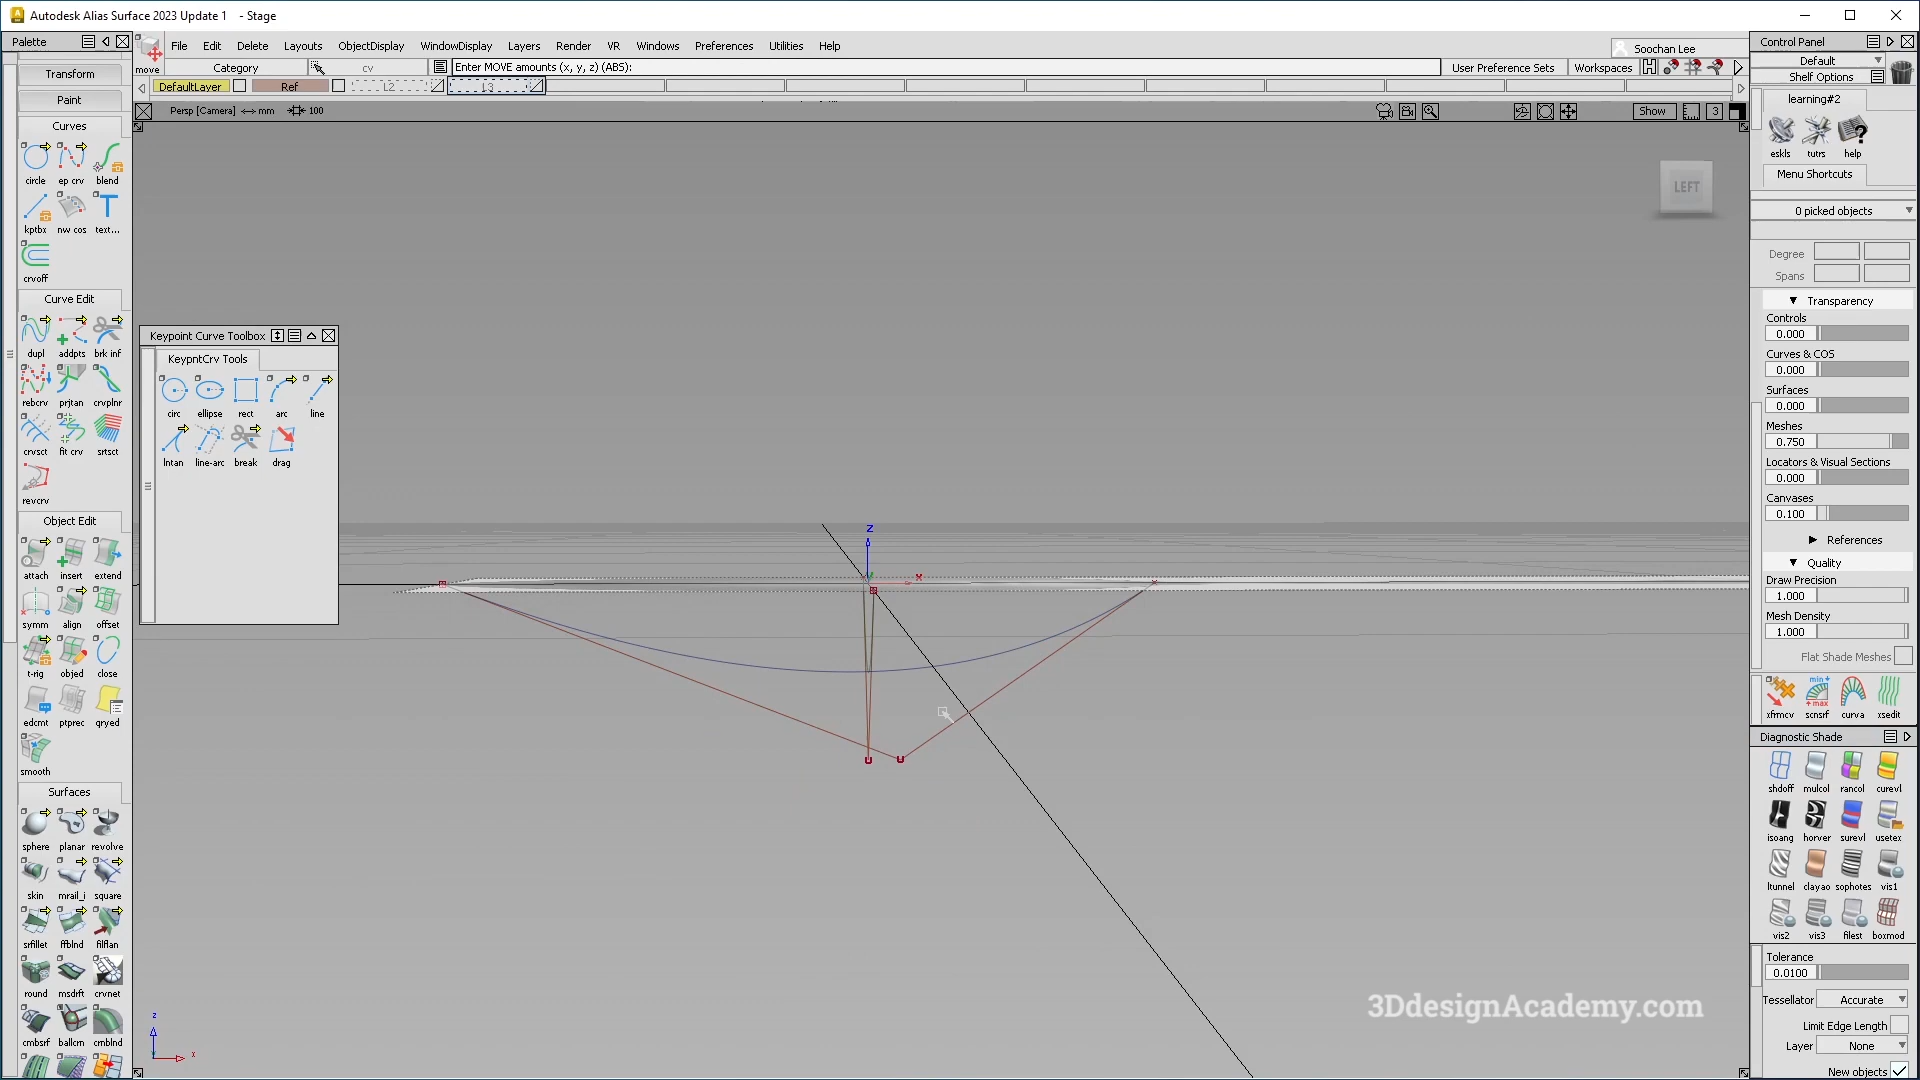 Autodesk Alias Surface 2023 Update 1 - Stage
Palette
Transform
Paint
Curves
circle ep crv blend
kptbx nw cos text...
crvoff
Curve Edit
dupl addpts brk inf
rebcrv prjtan crvplnr
crvsct fit crv srtsct
revcrv
Object Edit
attach insert extend
symm align offset
t-rig objed close
edcmt ptprec qryed
smooth
Surfaces
sphere planar revolve
skin mrail_i square
srfillet ffblnd filflan
round msdrft crvnet
cmbsrf ballcrn crnblnd
move
File Edit Delete Layouts ObjectDisplay WindowDisplay Layers Render VR Windows Preferences Utilities Help
Soochan Lee
Category cv Enter MOVE amounts (x, y, z) (ABS): User Preference Sets Workspaces
DefaultLayer Ref L2 L3
Persp [Camera] <-> mm 100 Show 3
LEFT
Keypoint Curve Toolbox
KeypntCrv Tools
circ ellipse rect arc line
lntan line-arc break drag
z
x
z
x
3DdesignAcademy.com
Control Panel
Default
Shelf Options
learning#2
eskls tutrs help
Menu Shortcuts
0 picked objects
Degree
Spans
Transparency
Controls
0.000
Curves & COS
0.000
Surfaces
0.000
Meshes
0.750
Locators & Visual Sections
0.000
Canvases
0.100
References
Quality
Draw Precision
1.000
Mesh Density
1.000
Flat Shade Meshes
min max
xfrmcv scnsrf curva xsedit
Diagnostic Shade
shdoff mulcol rancol curevl
isoang horver surevl usetex
ltunnel clayao sophotes vis1
vis2 vis3 filest boxmod
Tolerance
0.0100
Tessellator Accurate
Limit Edge Length
Layer None
New objects